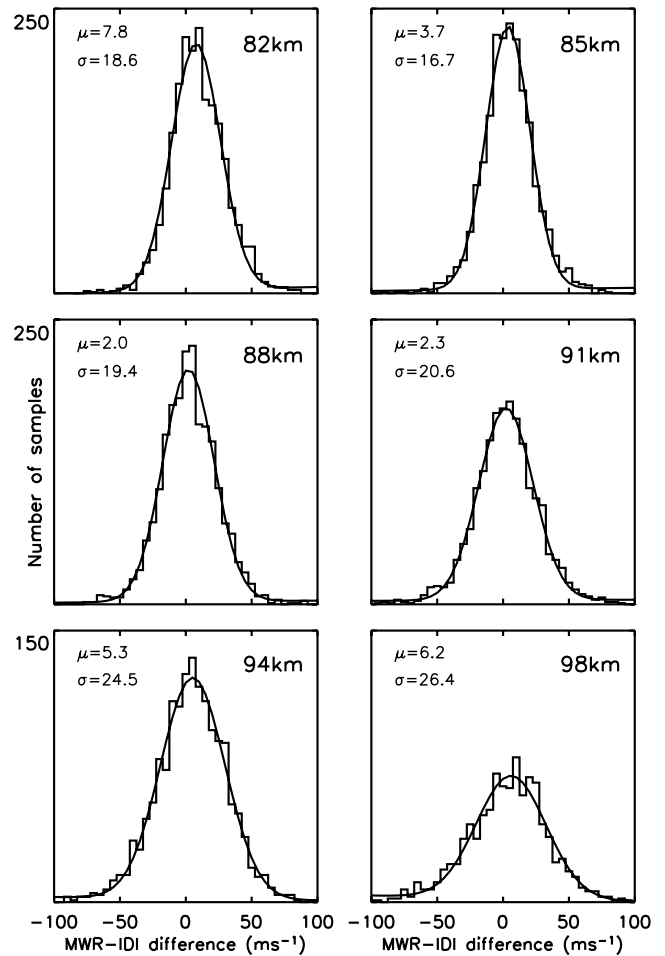 250
μ=7.8
σ=18.6
82km
μ=3.7
σ=16.7
85km
250
μ=2.0
σ=19.4
88km
μ=2.3
σ=20.6
91km
Number of samples
150
μ=5.3
σ=24.5
94km
μ=6.2
σ=26.4
98km
−100 −50 0 50 100
−100 −50 0 50 100
MWR−IDI difference (ms⁻¹)
MWR−IDI difference (ms⁻¹)